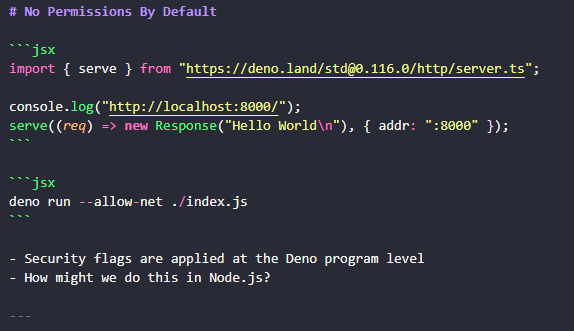 # No Permissions By Default
```jsx
import { serve } from "https://deno.land/std@0.116.0/http/server.ts";
console.log("http://localhost:8000/");
serve((req) => new Response("Hello World\n"), { addr: ":8000" });
```
```jsx
deno run --allow-net ./index.js
```
- Security flags are applied at the Deno program level
- How might we do this in Node.js?
---